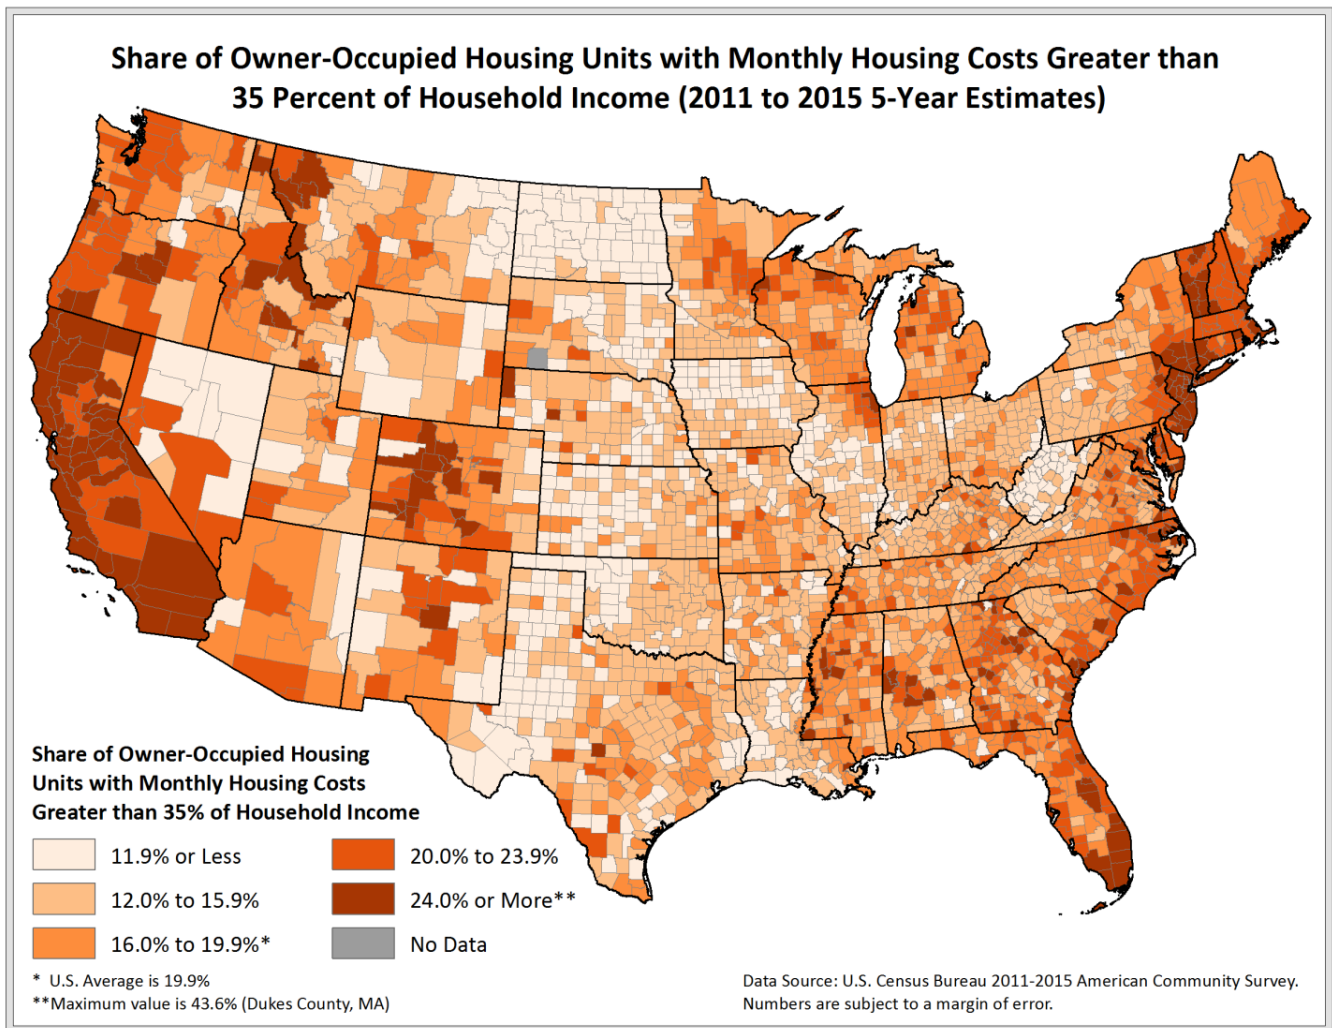 Share of Owner-Occupied Housing Units with Monthly Housing Costs Greater than
35 Percent of Household Income (2011 to 2015 5-Year Estimates)
Share of Owner-Occupied Housing
Units with Monthly Housing Costs
Greater than 35% of Household Income
11.9% or Less
12.0% to 15.9%
16.0% to 19.9%*
20.0% to 23.9%
24.0% or More**
No Data
* U.S. Average is 19.9%
**Maximum value is 43.6% (Dukes County, MA)
Data Source: U.S. Census Bureau 2011-2015 American Community Survey.
Numbers are subject to a margin of error.